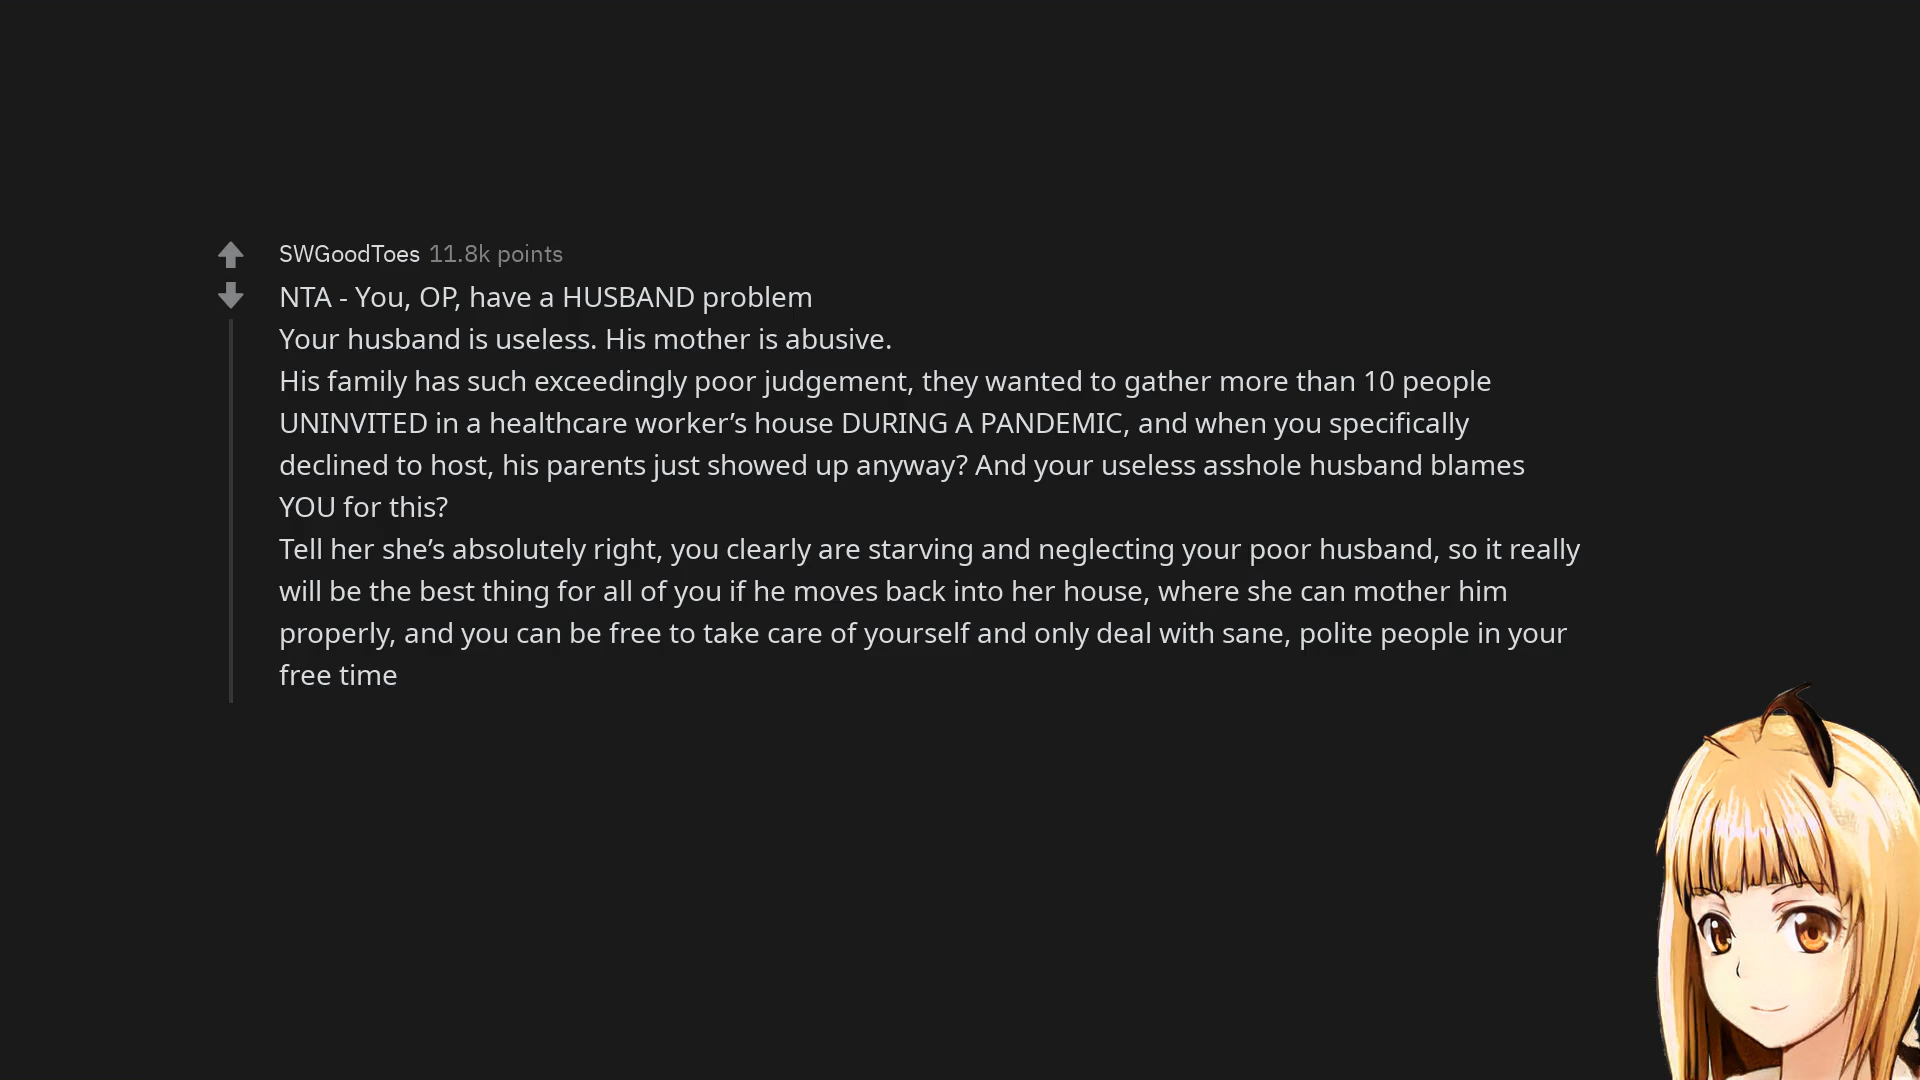 SWGoodToes 11.8k points
NTA - You, OP, have a HUSBAND problem
Your husband is useless. His mother is abusive.
His family has such exceedingly poor judgement, they wanted to gather more than 10 people
UNINVITED in a healthcare worker’s house DURING A PANDEMIC, and when you specifically
declined to host, his parents just showed up anyway? And your useless asshole husband blames
YOU for this?
Tell her she’s absolutely right, you clearly are starving and neglecting your poor husband, so it really
will be the best thing for all of you if he moves back into her house, where she can mother him
properly, and you can be free to take care of yourself and only deal with sane, polite people in your
free time